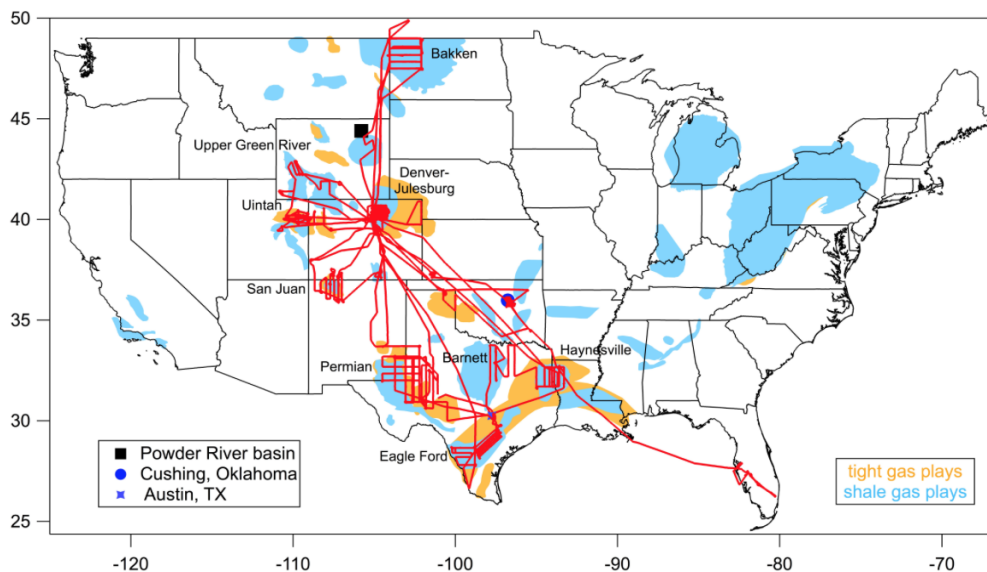 50
45
40
35
30
25
Bakken
Upper Green River
Denver-
Julesburg
Uintah
San Juan
Permian
Barnett
Haynesville
Eagle Ford
Powder River basin
Cushing, Oklahoma
Austin, TX
tight gas plays
shale gas plays
-120
-110
-100
-90
-80
-70